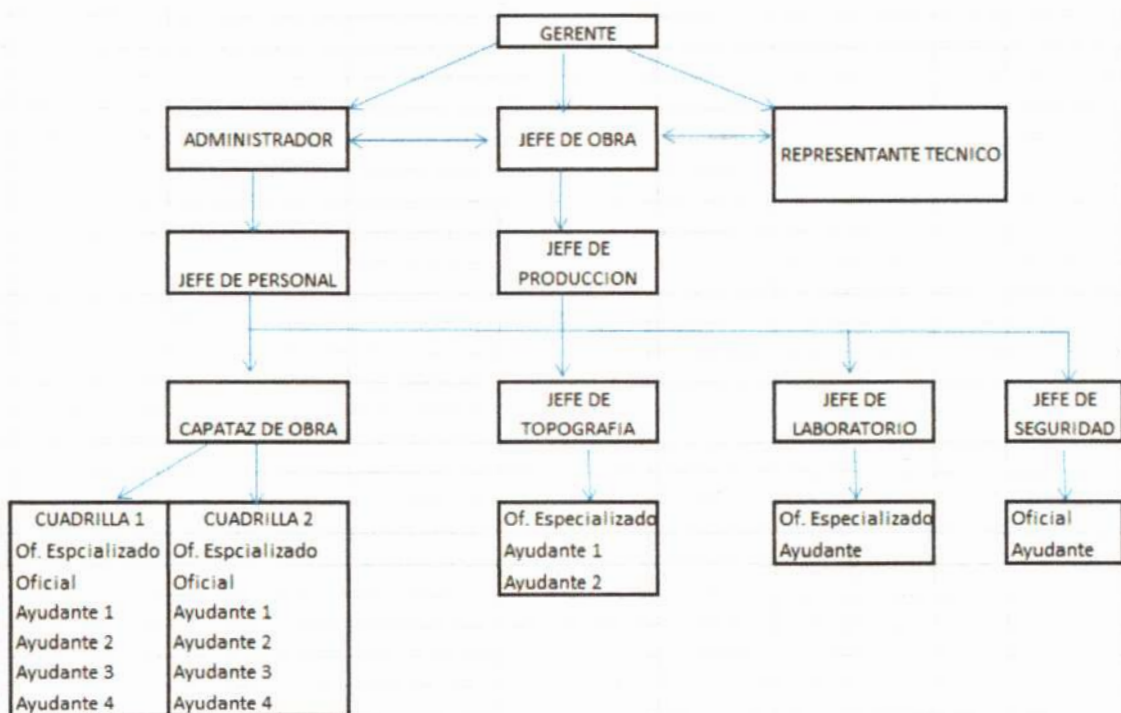 GERENTE
ADMINISTRADOR
JEFE DE OBRA
REPRESENTANTE TECNICO
JEFE DE PERSONAL
JEFE DE
PRODUCCION
CAPATAZ DE OBRA
JEFE DE
TOPOGRAFIA
JEFE DE
LABORATORIO
JEFE DE
SEGURIDAD
CUADRILLA 1
Of. Espcializado
Oficial
Ayudante 1
Ayudante 2
Ayudante 3
Ayudante 4
CUADRILLA 2
Of. Espcializado
Oficial
Ayudante 1
Ayudante 2
Ayudante 3
Ayudante 4
Of. Especializado
Ayudante 1
Ayudante 2
Of. Especializado
Ayudante
Oficial
Ayudante